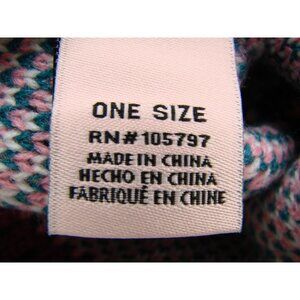 ONE SIZE
RN#105797
MADE IN CHINA
HECHO EN CHINA
FABRIQUÉ EN CHINE